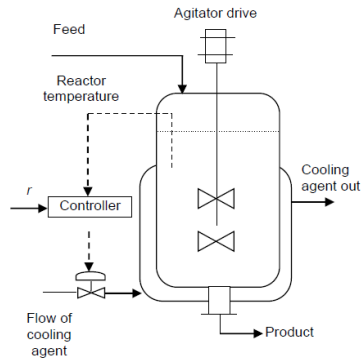 Agitator drive
Feed
Reactor
temperature
Cooling
agent out
r
Controller
Flow of
cooling
agent
Product